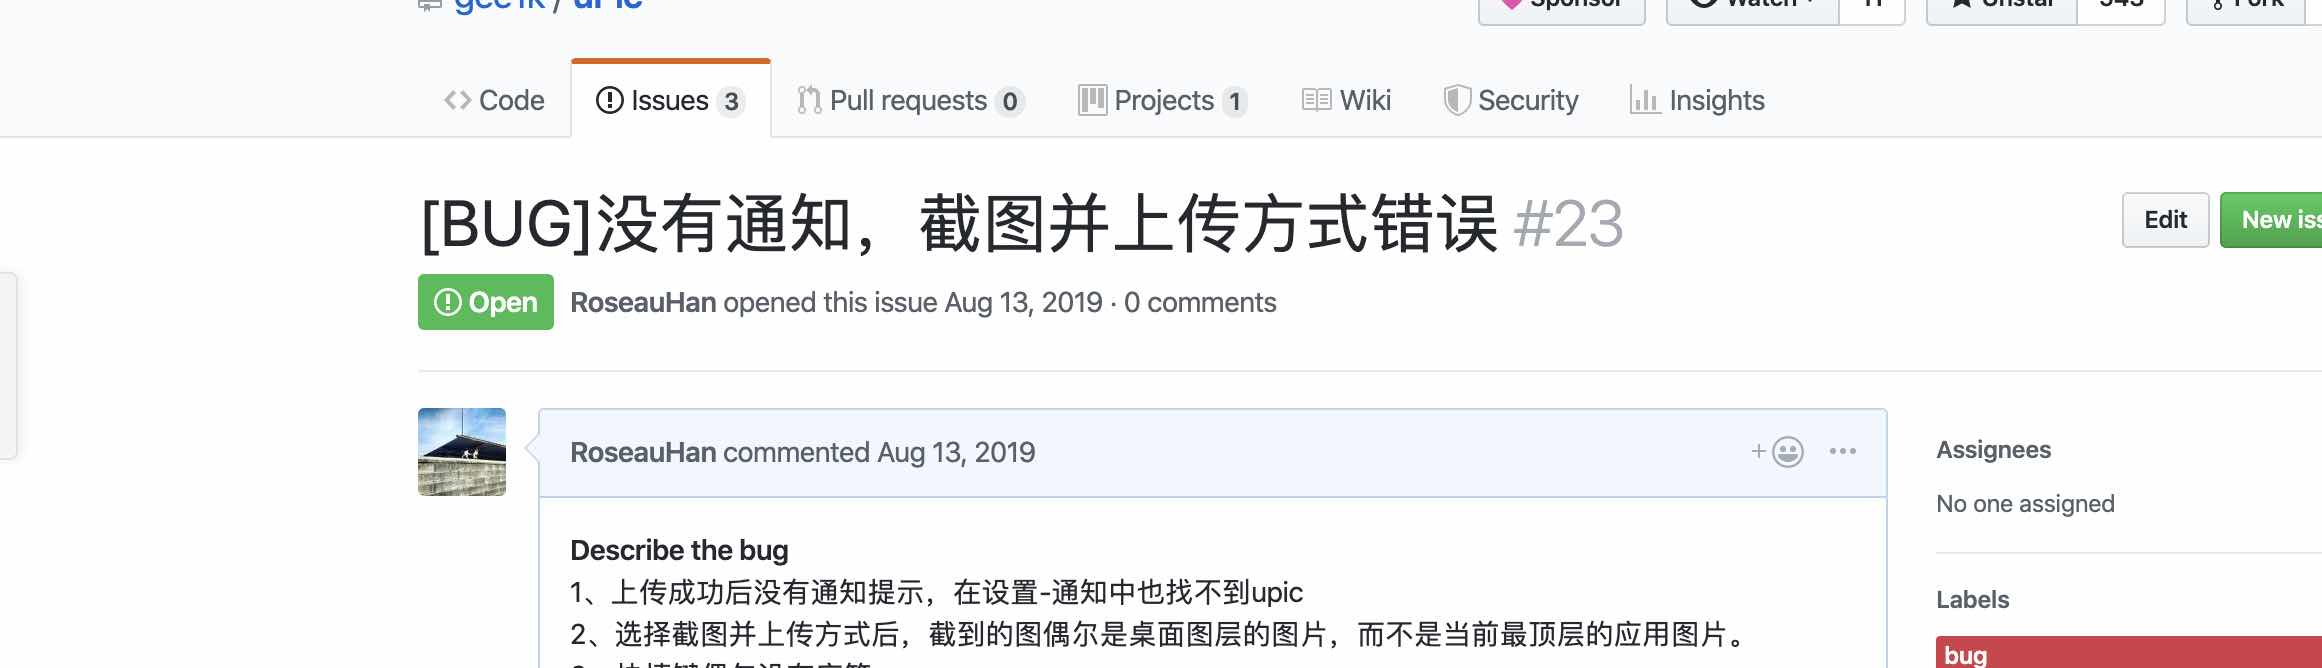 gee1k / uPic
Sponsor Watch 11 Unstar 543 Fork
Code Issues 3 Pull requests 0 Projects 1 Wiki Security Insights
[BUG]没有通知，截图并上传方式错误 #23
Edit New iss
Open RoseauHan opened this issue Aug 13, 2019 · 0 comments
RoseauHan commented Aug 13, 2019
Assignees
No one assigned
Describe the bug
1、上传成功后没有通知提示，在设置-通知中也找不到upic
Labels
2、选择截图并上传方式后，截到的图偶尔是桌面图层的图片，而不是当前最顶层的应用图片。
bug